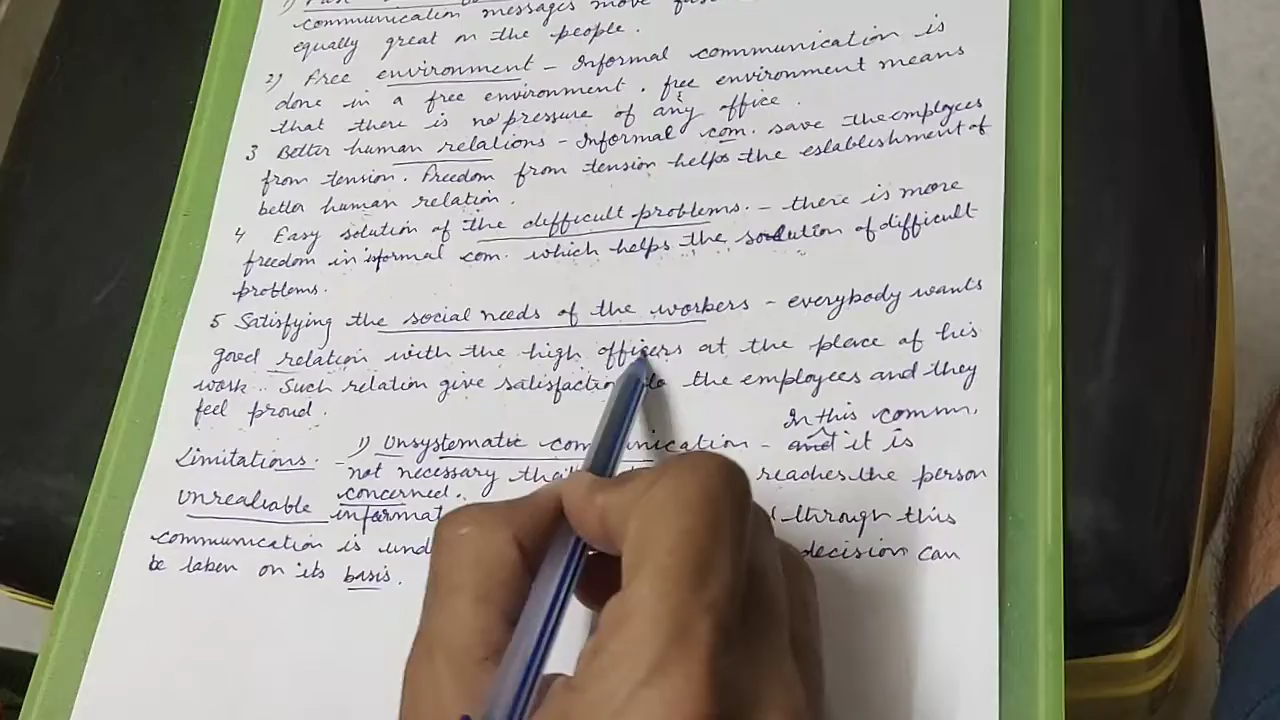 communication messages move
equally great on the people.
2) Free environment - Informal communication is
done in a free environment. free environment means
that there is no pressure of any office.
3 Better human relations - Informal com. save the employees
from tension. Freedom from tension helps the establishment of
better human relation.
4 Easy solution of the difficult problems. - there is more
freedom in iformal com. which helps the solution of difficult
problems.
5 Satisfying the social needs of the workers - everybody wants
good relation with the high officers at the place of his
work. Such relation give satisfaction to the employees and they
feel proud.
In this commn.
Limitations. - 1) Unsystematic communication - and it is
not necessary that reaches the person
concerned.
Unrealiable informat through this
communication is und decision can
be taken on its basis.